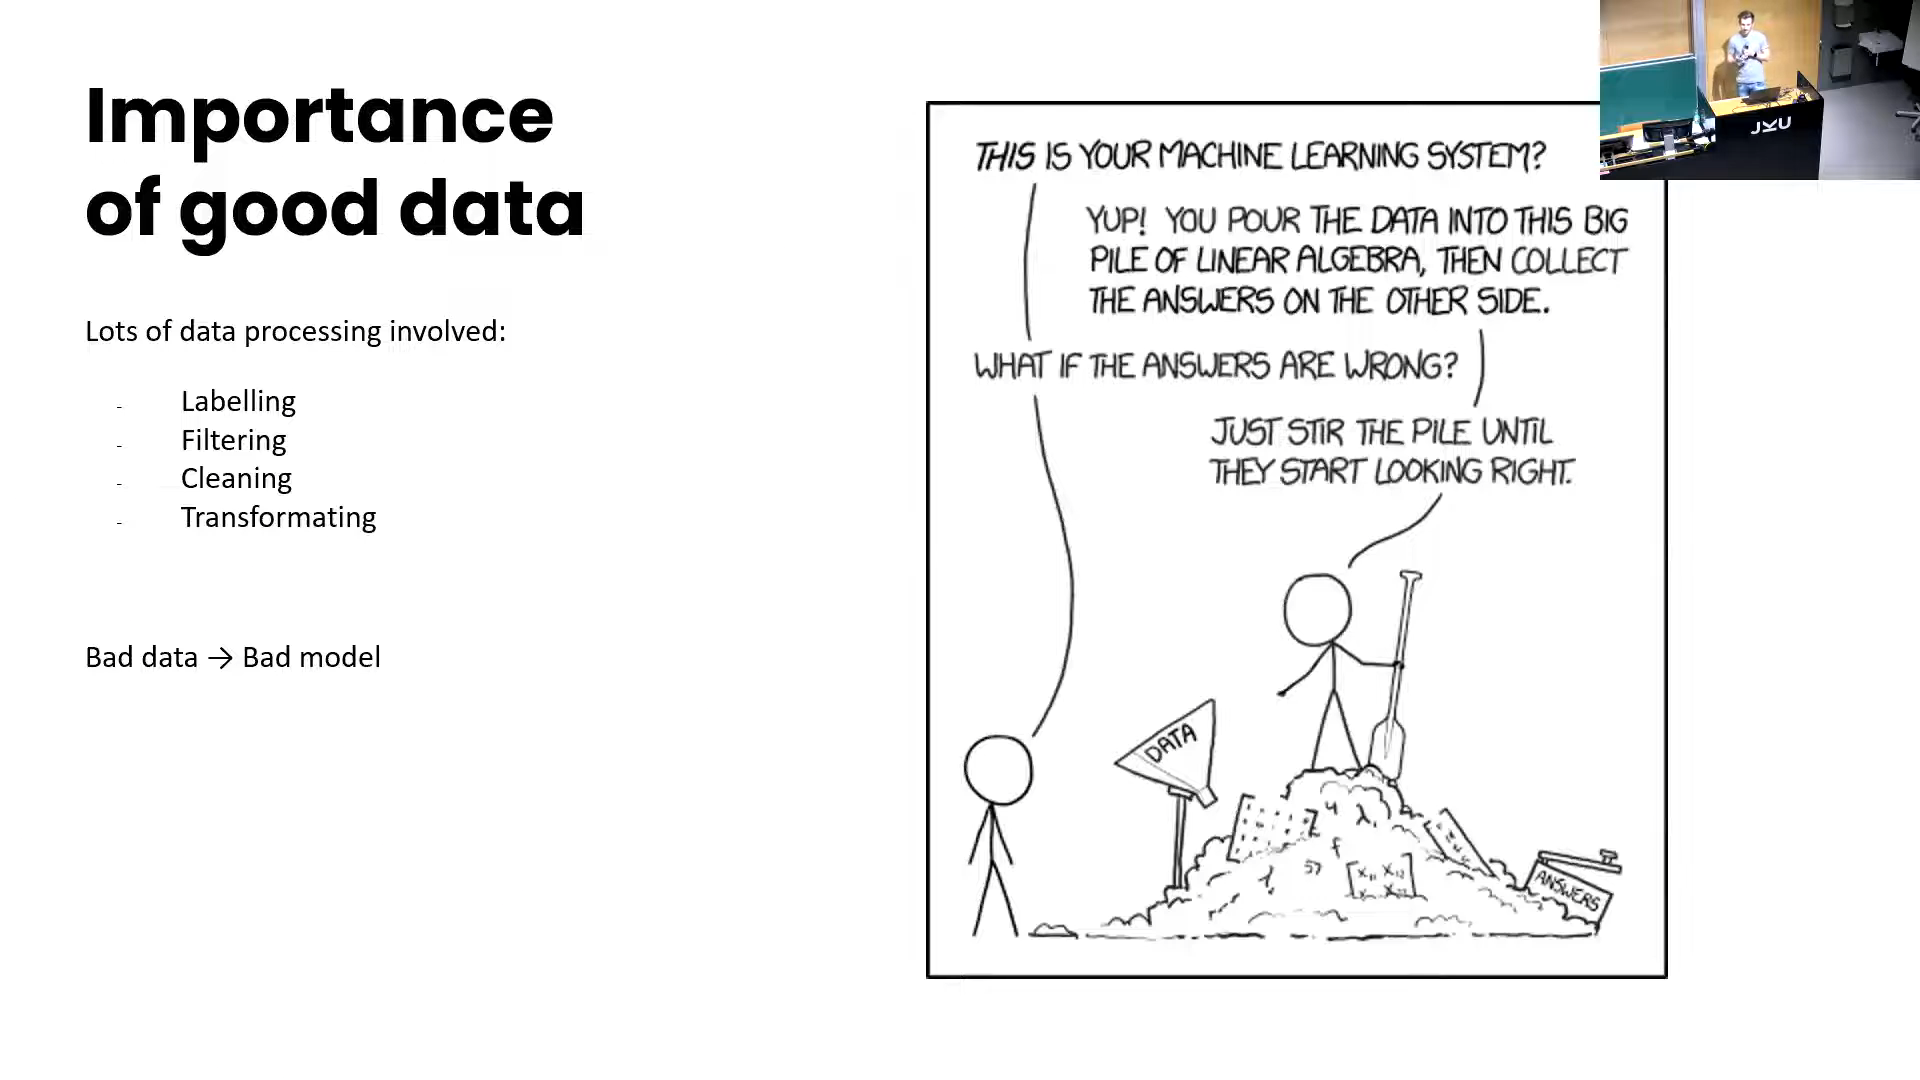 Importance
of good data
Lots of data processing involved:
- Labelling
- Filtering
- Cleaning
- Transformating
Bad data → Bad model
THIS IS YOUR MACHINE LEARNING SYSTEM?
YUP! YOU POUR THE DATA INTO THIS BIG
PILE OF LINEAR ALGEBRA, THEN COLLECT
THE ANSWERS ON THE OTHER SIDE.
WHAT IF THE ANSWERS ARE WRONG?
JUST STIR THE PILE UNTIL
THEY START LOOKING RIGHT.
DATA
ANSWERS
JKU